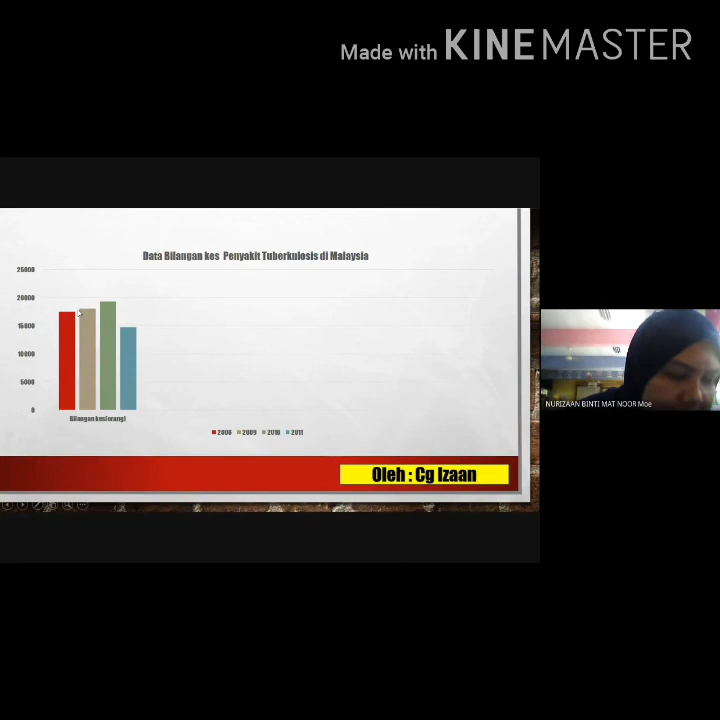 Made with KINEMASTER
Data Bilangan kes Penyakit Tuberkulosis di Malaysia
25000
20000
15000
10000
5000
0
Bilangan kes(orang)
2008 2009 2010 2011
Oleh : Cg Izaan
NURIZAAN BINTI MAT NOOR Moe